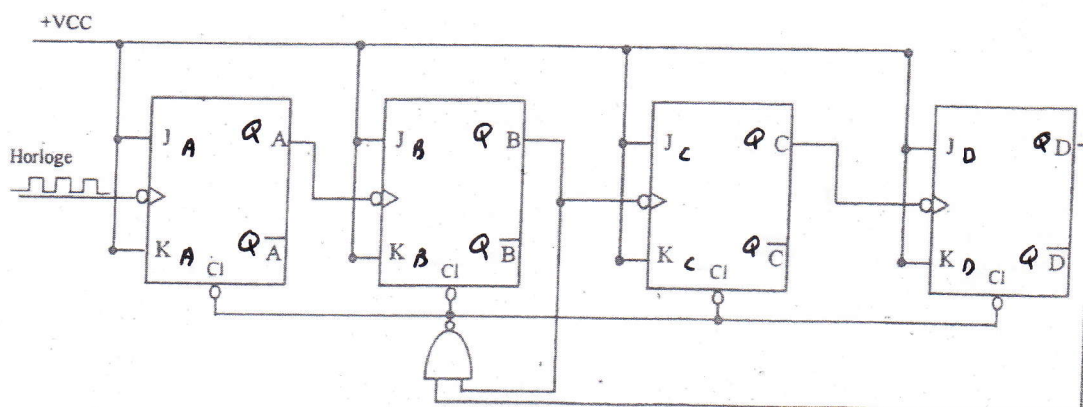 +VCC
J A Q A
J B Q B
J C Q C
J D Q D
Horloge
K A Q A̅
K B Q B̅
K C Q C̅
K D Q D̅
Cl
Cl
Cl
Cl